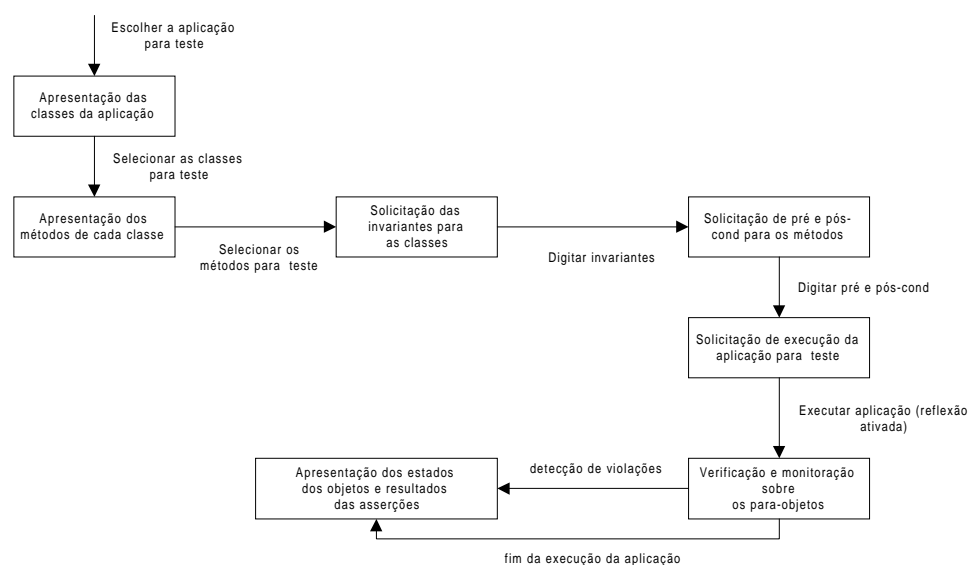 Escolher a aplicação
para teste
Apresentação das
classes da aplicação
Selecionar as classes
para teste
Apresentação dos
métodos de cada classe
Selecionar os
métodos para teste
Solicitação das
invariantes para
as classes
Digitar invariantes
Solicitação de pré e pós-
cond para os métodos
Digitar pré e pós-cond
Solicitação de execução da
aplicação para teste
Executar aplicação (reflexão
ativada)
Verificação e monitoração
sobre
os para-objetos
detecção de violações
Apresentação dos estados
dos objetos e resultados
das asserções
fim da execução da aplicação